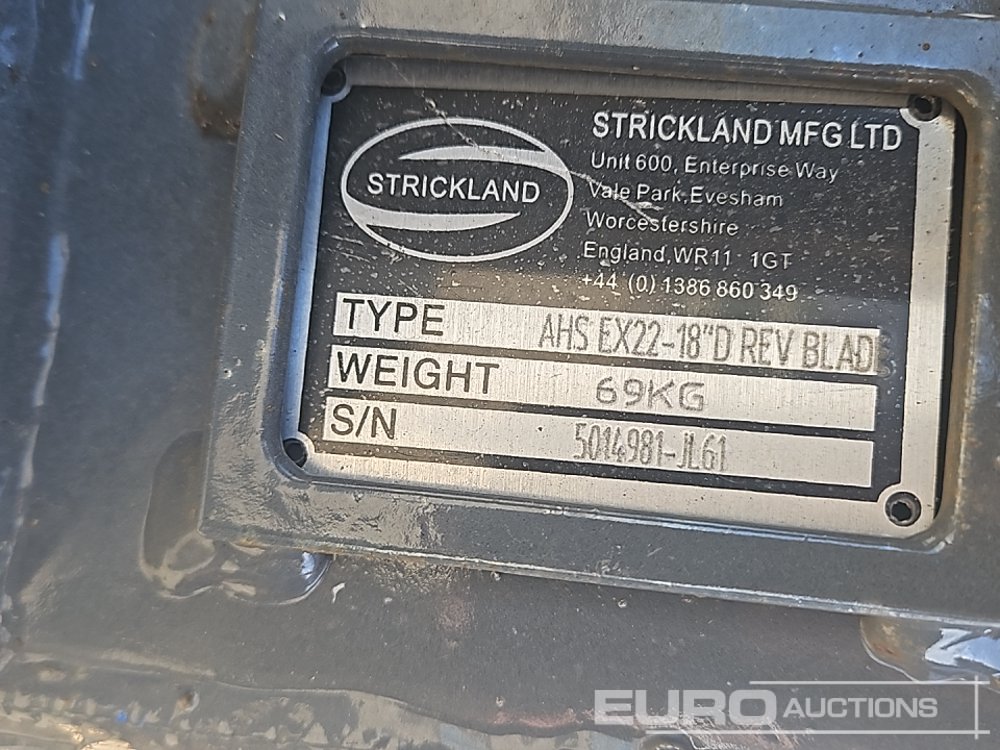 STRICKLAND
STRICKLAND MFG LTD
Unit 600, Enterprise Way
Vale Park, Evesham
Worcestershire
England, WR11 1GT
+44 (0) 1386 860 349
TYPE AHS EX22-18"D REV BLADE
WEIGHT 69KG
S/N 5014981-JL61
EURO AUCTIONS